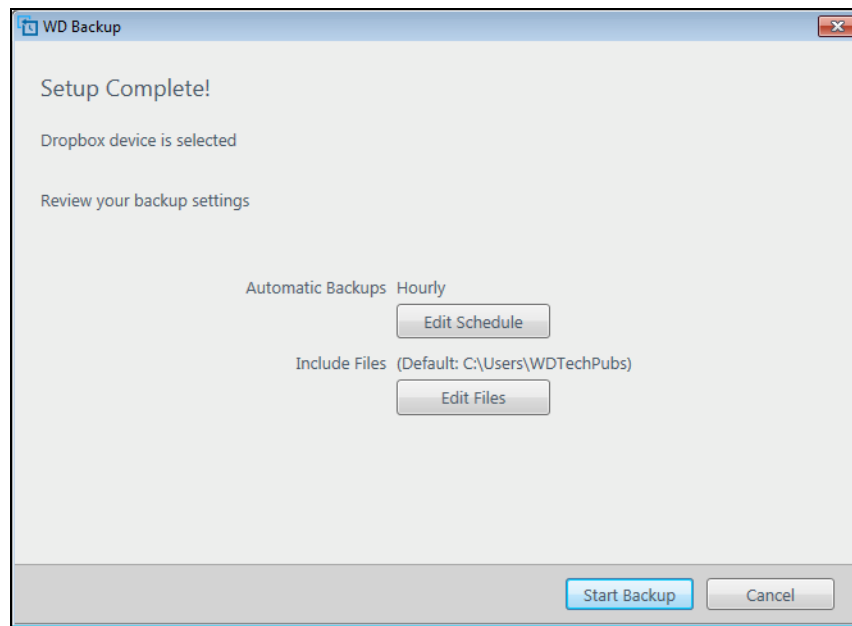 WD Backup
Setup Complete!
Dropbox device is selected
Review your backup settings
Automatic Backups Hourly
Edit Schedule
Include Files (Default: C:\Users\WDTechPubs)
Edit Files
Start Backup Cancel